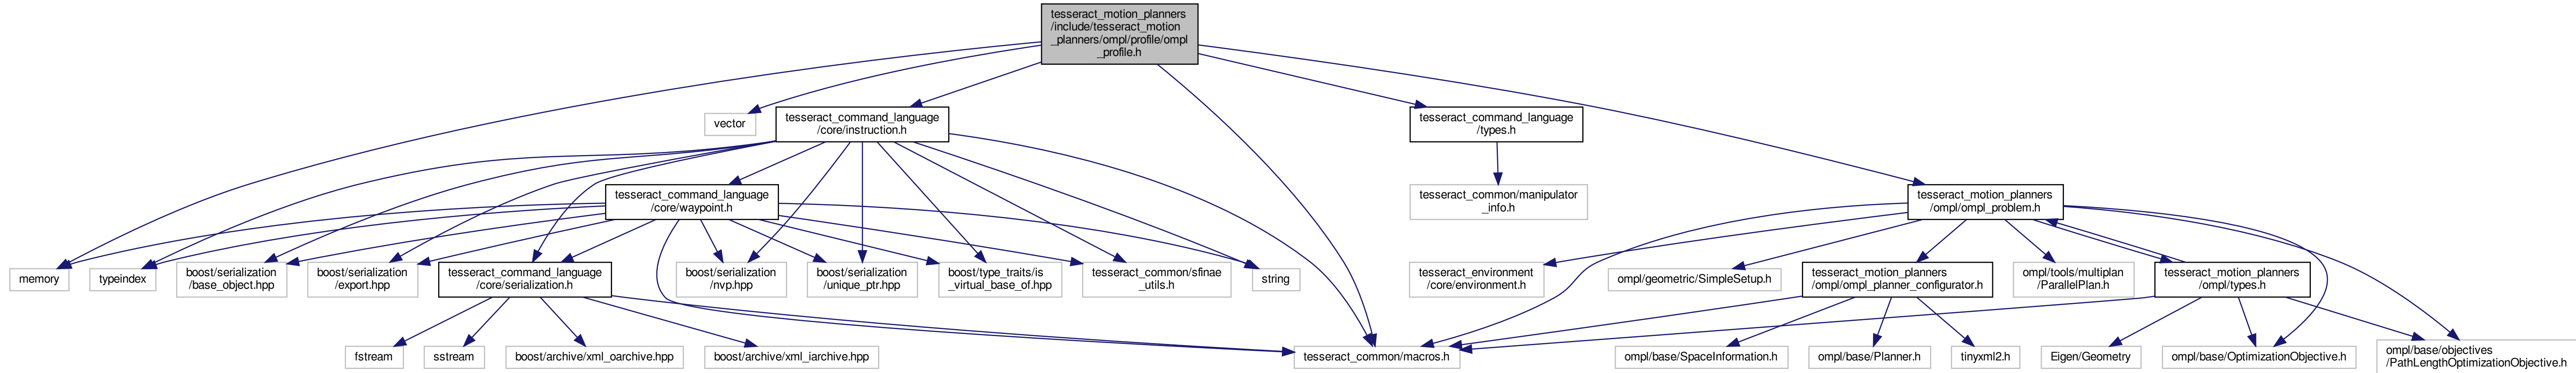 tesseract_motion_planners
/include/tesseract_motion
_planners/ompl/profile/ompl
_profile.h
vector
tesseract_command_language
/core/instruction.h
tesseract_command_language
/types.h
tesseract_command_language
/core/waypoint.h
tesseract_common/manipulator
_info.h
tesseract_motion_planners
/ompl/ompl_problem.h
memory
typeindex
boost/serialization
/base_object.hpp
boost/serialization
/export.hpp
tesseract_command_language
/core/serialization.h
boost/serialization
/nvp.hpp
boost/serialization
/unique_ptr.hpp
boost/type_traits/is
_virtual_base_of.hpp
tesseract_common/sfinae
_utils.h
string
tesseract_environment
/core/environment.h
ompl/geometric/SimpleSetup.h
tesseract_motion_planners
/ompl/ompl_planner_configurator.h
ompl/tools/multiplan
/ParallelPlan.h
tesseract_motion_planners
/ompl/types.h
fstream
sstream
boost/archive/xml_oarchive.hpp
boost/archive/xml_iarchive.hpp
tesseract_common/macros.h
ompl/base/SpaceInformation.h
ompl/base/Planner.h
tinyxml2.h
Eigen/Geometry
ompl/base/OptimizationObjective.h
ompl/base/objectives
/PathLengthOptimizationObjective.h